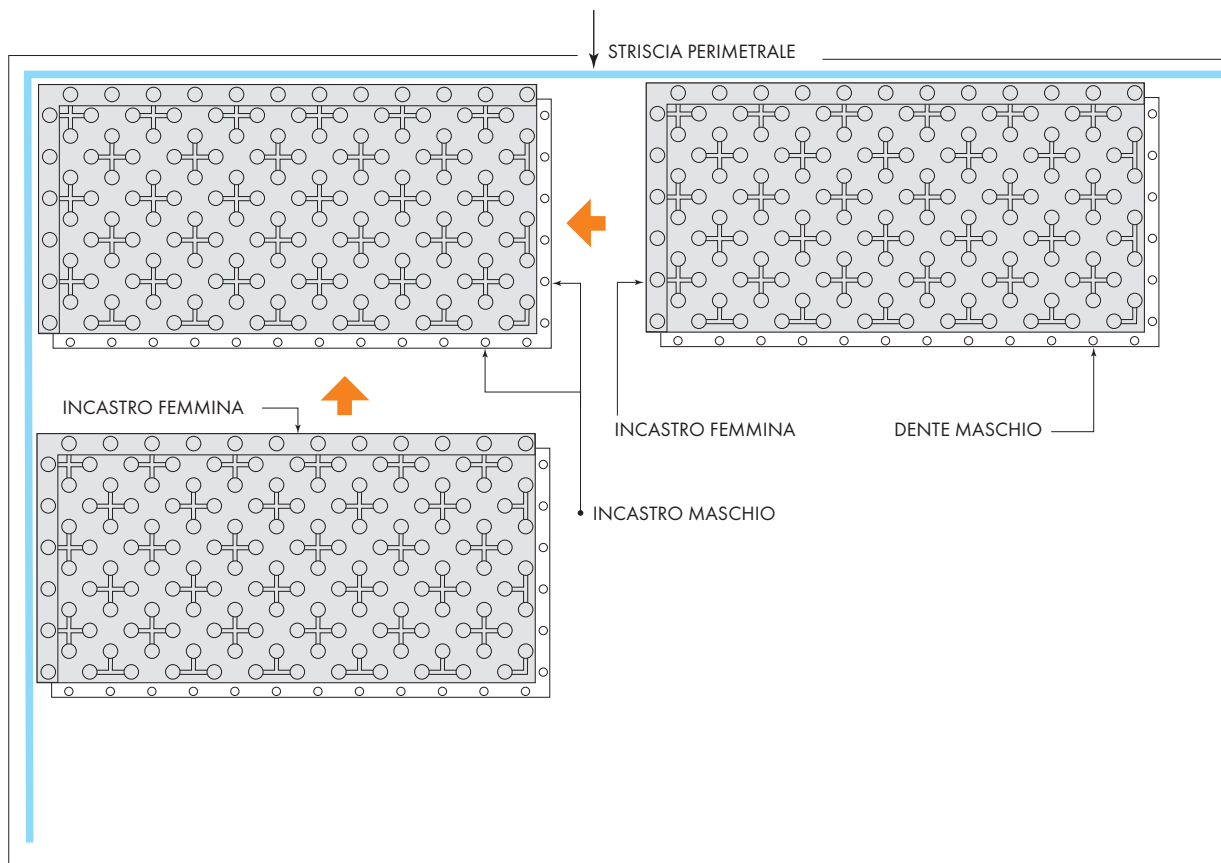 STRISCIA PERIMETRALE
INCASTRO FEMMINA
INCASTRO FEMMINA
DENTE MASCHIO
INCASTRO MASCHIO